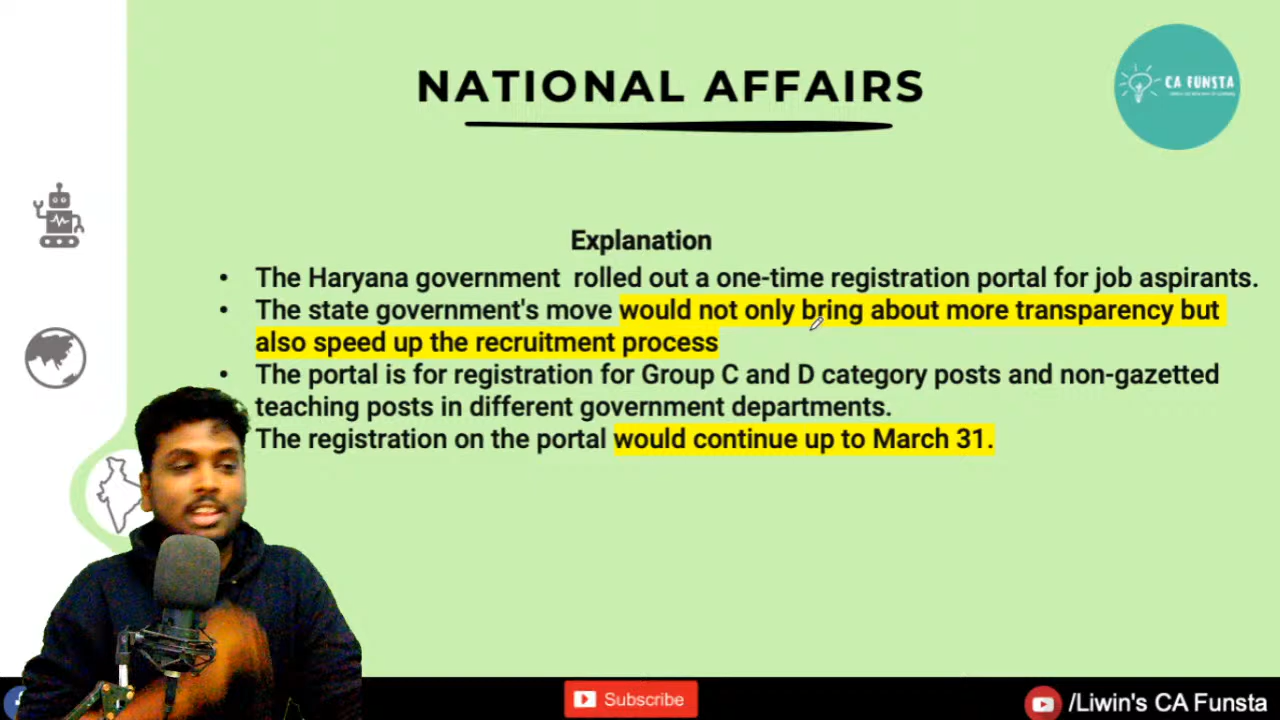 NATIONAL AFFAIRS
CA FUNSTA
Explanation
• The Haryana government rolled out a one-time registration portal for job aspirants.
• The state government's move would not only bring about more transparency but
also speed up the recruitment process
• The portal is for registration for Group C and D category posts and non-gazetted
teaching posts in different government departments.
The registration on the portal would continue up to March 31.
Subscribe
/Liwin's CA Funsta